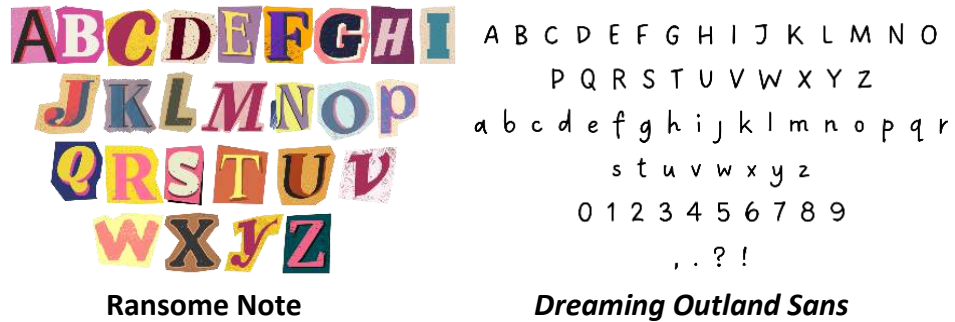 ABCDEFGHI
JKLMNOP
QRSTUV
WXYZ
Ransome Note
A B C D E F G H I J K L M N O
P Q R S T U V W X Y Z
a b c d e f g h i j k l m n o p q r
s t u v w x y z
0 1 2 3 4 5 6 7 8 9
, . ? !
Dreaming Outland Sans